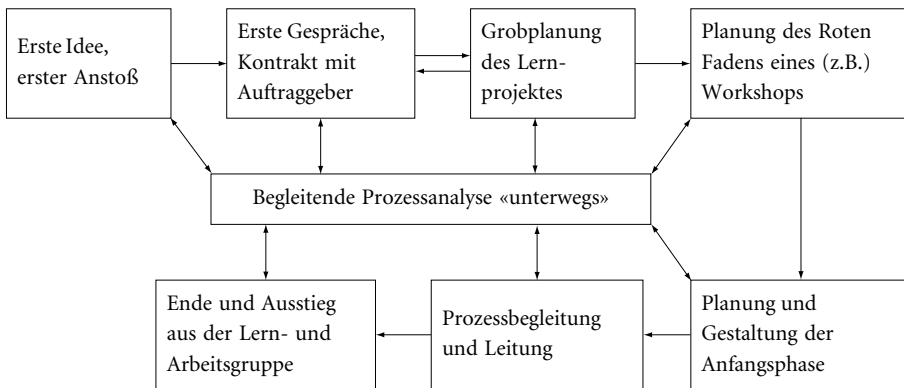 Erste Idee,
erster Anstoß
Erste Gespräche,
Kontrakt mit
Auftraggeber
Grobplanung
des Lern-
projektes
Planung des Roten
Fadens eines (z.B.)
Workshops
Begleitende Prozessanalyse «unterwegs»
Ende und Ausstieg
aus der Lern- und
Arbeitsgruppe
Prozessbegleitung
und Leitung
Planung und
Gestaltung der
Anfangsphase